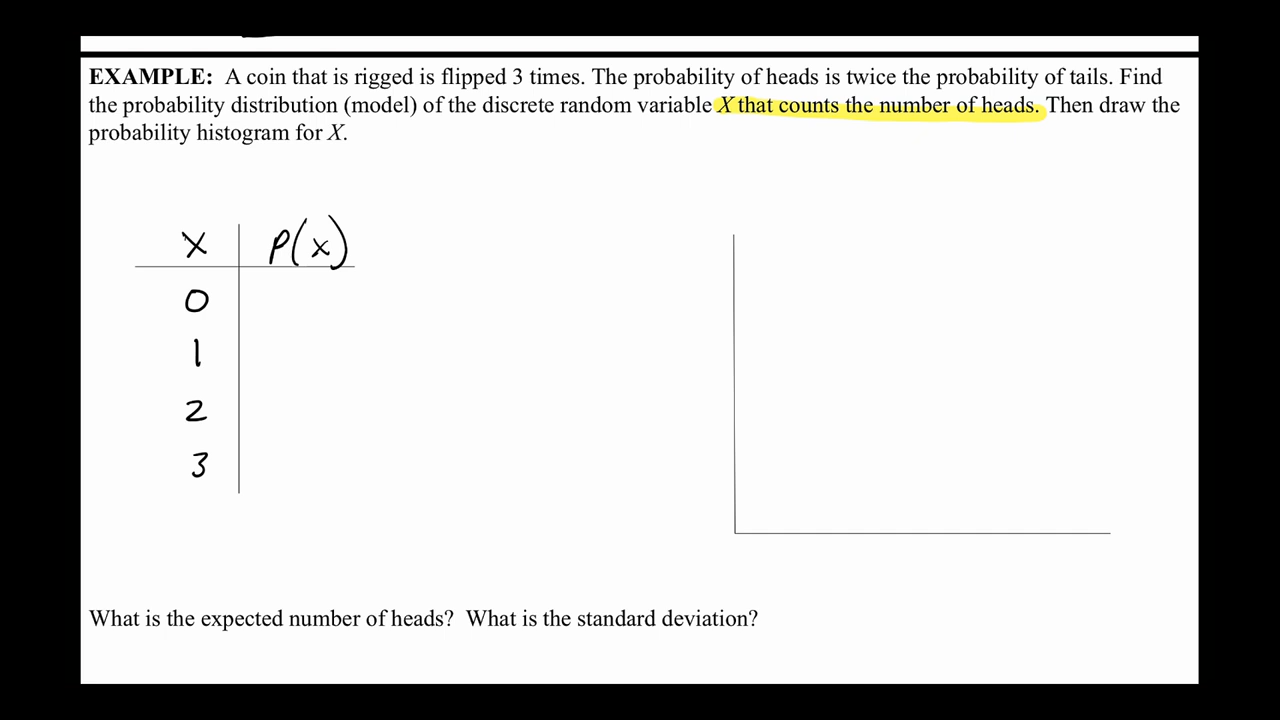 EXAMPLE: A coin that is rigged is flipped 3 times. The probability of heads is twice the probability of tails. Find
the probability distribution (model) of the discrete random variable X that counts the number of heads. Then draw the
probability histogram for X.
X P(x)
0
1
2
3
What is the expected number of heads? What is the standard deviation?